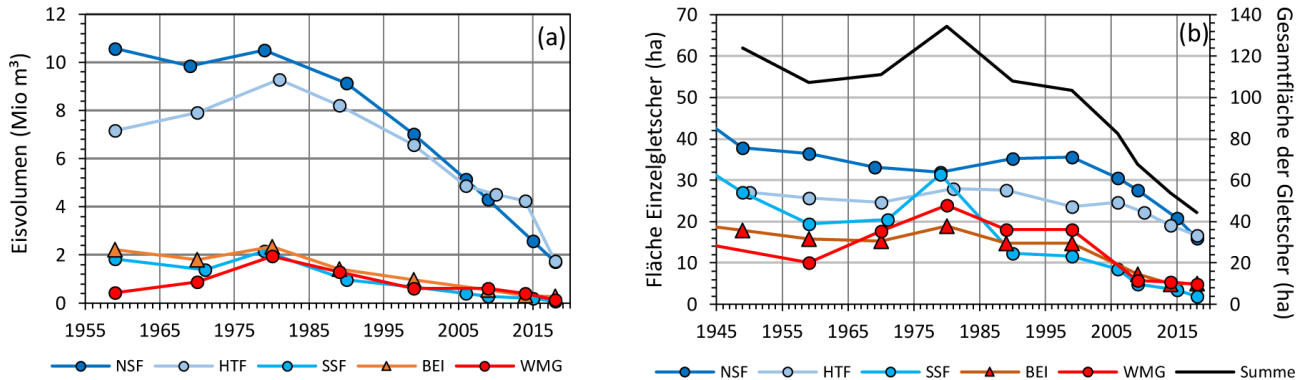 12
10
8
6
4
2
0
Eisvolumen (Mio m³)
(a)
1955 1965 1975 1985 1995 2005 2015
NSF HTF SSF BEI WMG
70
60
50
40
30
20
10
0
Fläche Einzelgletscher (ha)
(b)
140
120
100
80
60
40
20
0
Gesamtfläche der Gletscher (ha)
1945 1955 1965 1975 1985 1995 2005 2015
NSF HTF SSF BEI WMG Summe